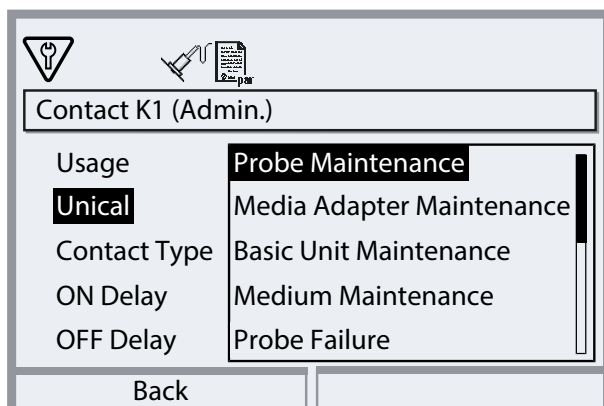 par
Contact K1 (Admin.)
Usage Probe Maintenance
Unical Media Adapter Maintenance
Contact Type Basic Unit Maintenance
ON Delay Medium Maintenance
OFF Delay Probe Failure
Back